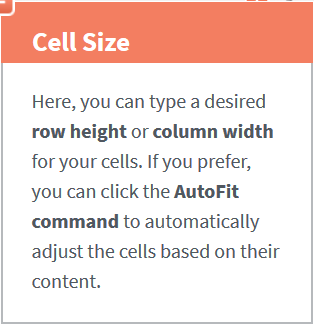 Cell Size
Here, you can type a desired
row height or column width
for your cells. If you prefer,
you can click the AutoFit
command to automatically
adjust the cells based on their
content.